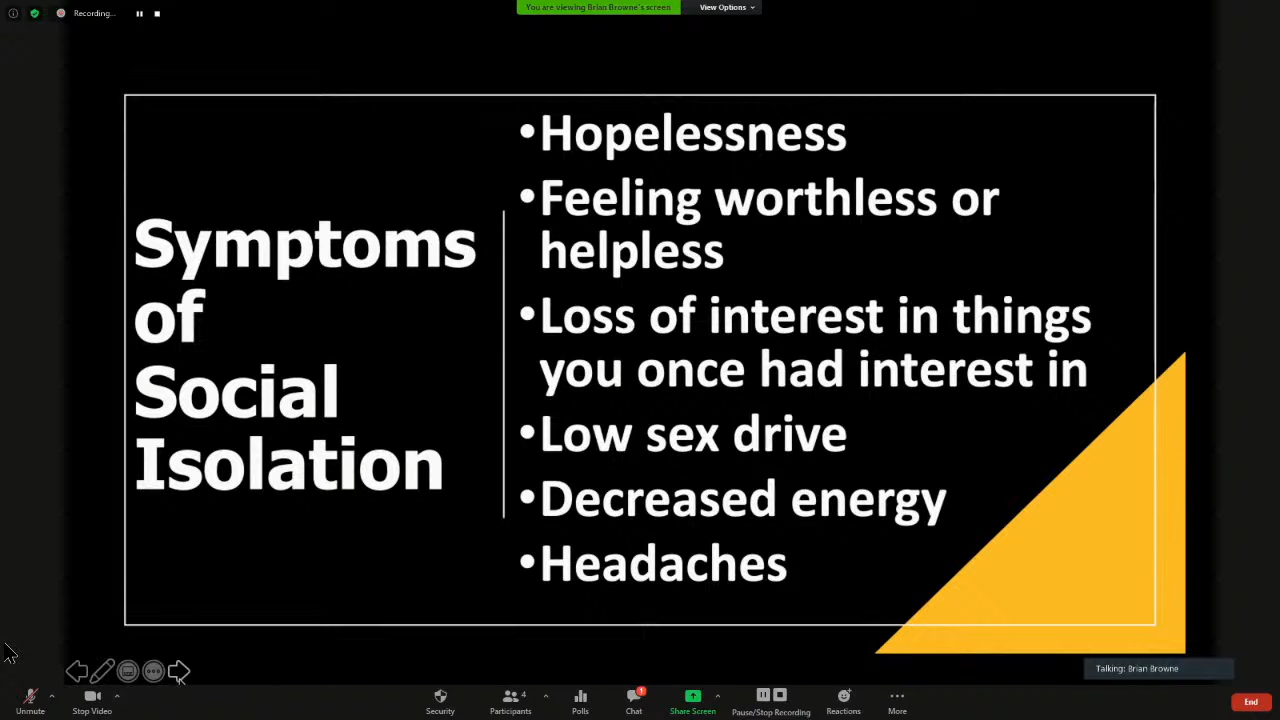 Recording...
You are viewing Brian Browne's screen
View Options
Symptoms
of
Social
Isolation
•Hopelessness
•Feeling worthless or
helpless
•Loss of interest in things
you once had interest in
•Low sex drive
•Decreased energy
•Headaches
Talking: Brian Browne
Unmute
Stop Video
Security
4
Participants
Polls
1
Chat
Share Screen
Pause/Stop Recording
Reactions
More
End